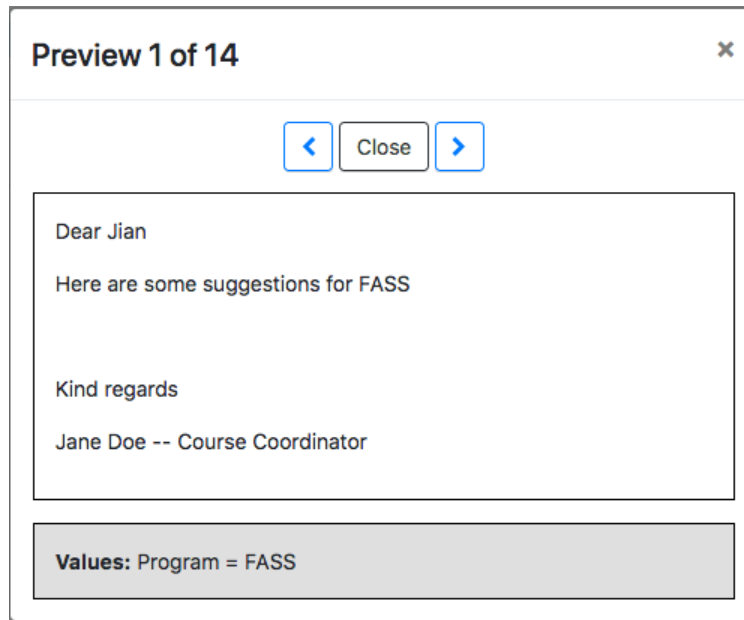 Preview 1 of 14
×
Close
Dear Jian
Here are some suggestions for FASS
Kind regards
Jane Doe -- Course Coordinator
Values: Program = FASS